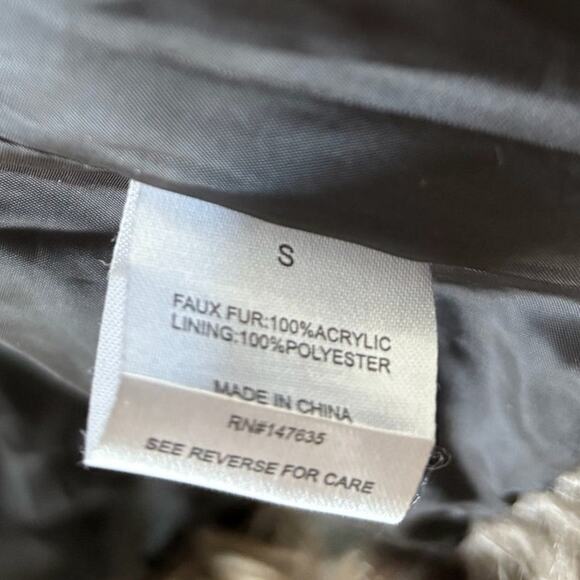 S
FAUX FUR:100%ACRYLIC
LINING:100%POLYESTER
MADE IN CHINA
RN#147635
SEE REVERSE FOR CARE